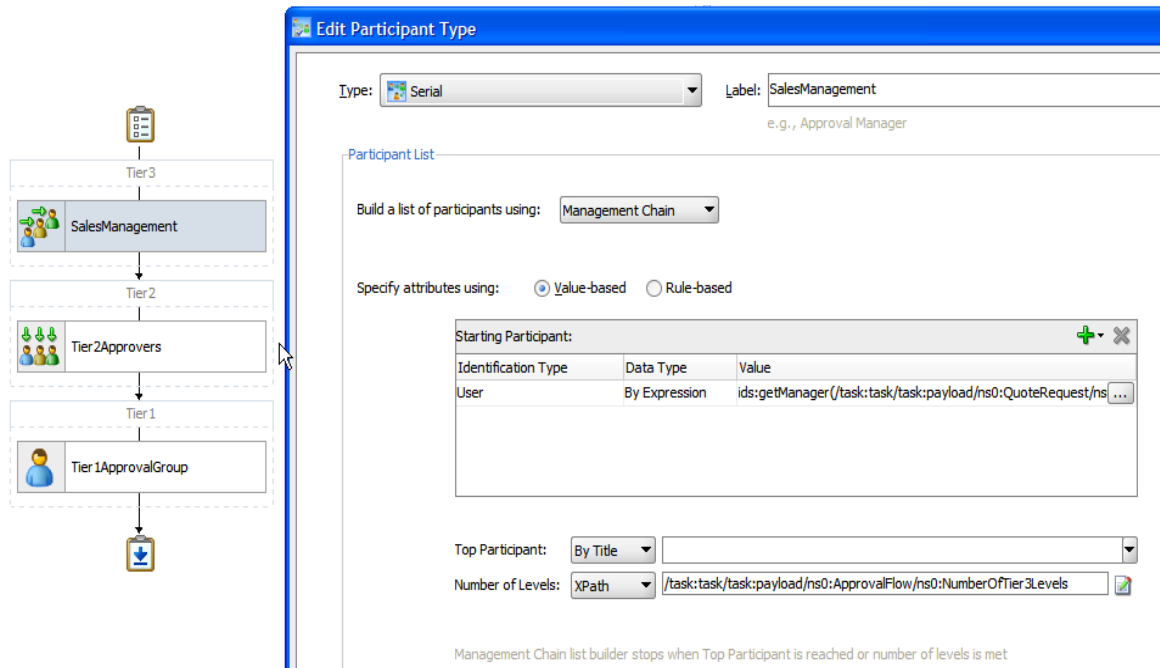 Edit Participant Type
Type: Serial Label: SalesManagement
e.g., Approval Manager
Participant List
Tier3
SalesManagement
Build a list of participants using: Management Chain
Specify attributes using: Value-based Rule-based
Tier2
Tier2Approvers
Starting Participant:
Identification Type Data Type Value
User By Expression ids:getManager(/task:task/task:payload/ns0:QuoteRequest/ns ...
Tier1
Tier1ApprovalGroup
Top Participant: By Title
Number of Levels: XPath /task:task/task:payload/ns0:ApprovalFlow/ns0:NumberOfTier3Levels
Management Chain list builder stops when Top Participant is reached or number of levels is met